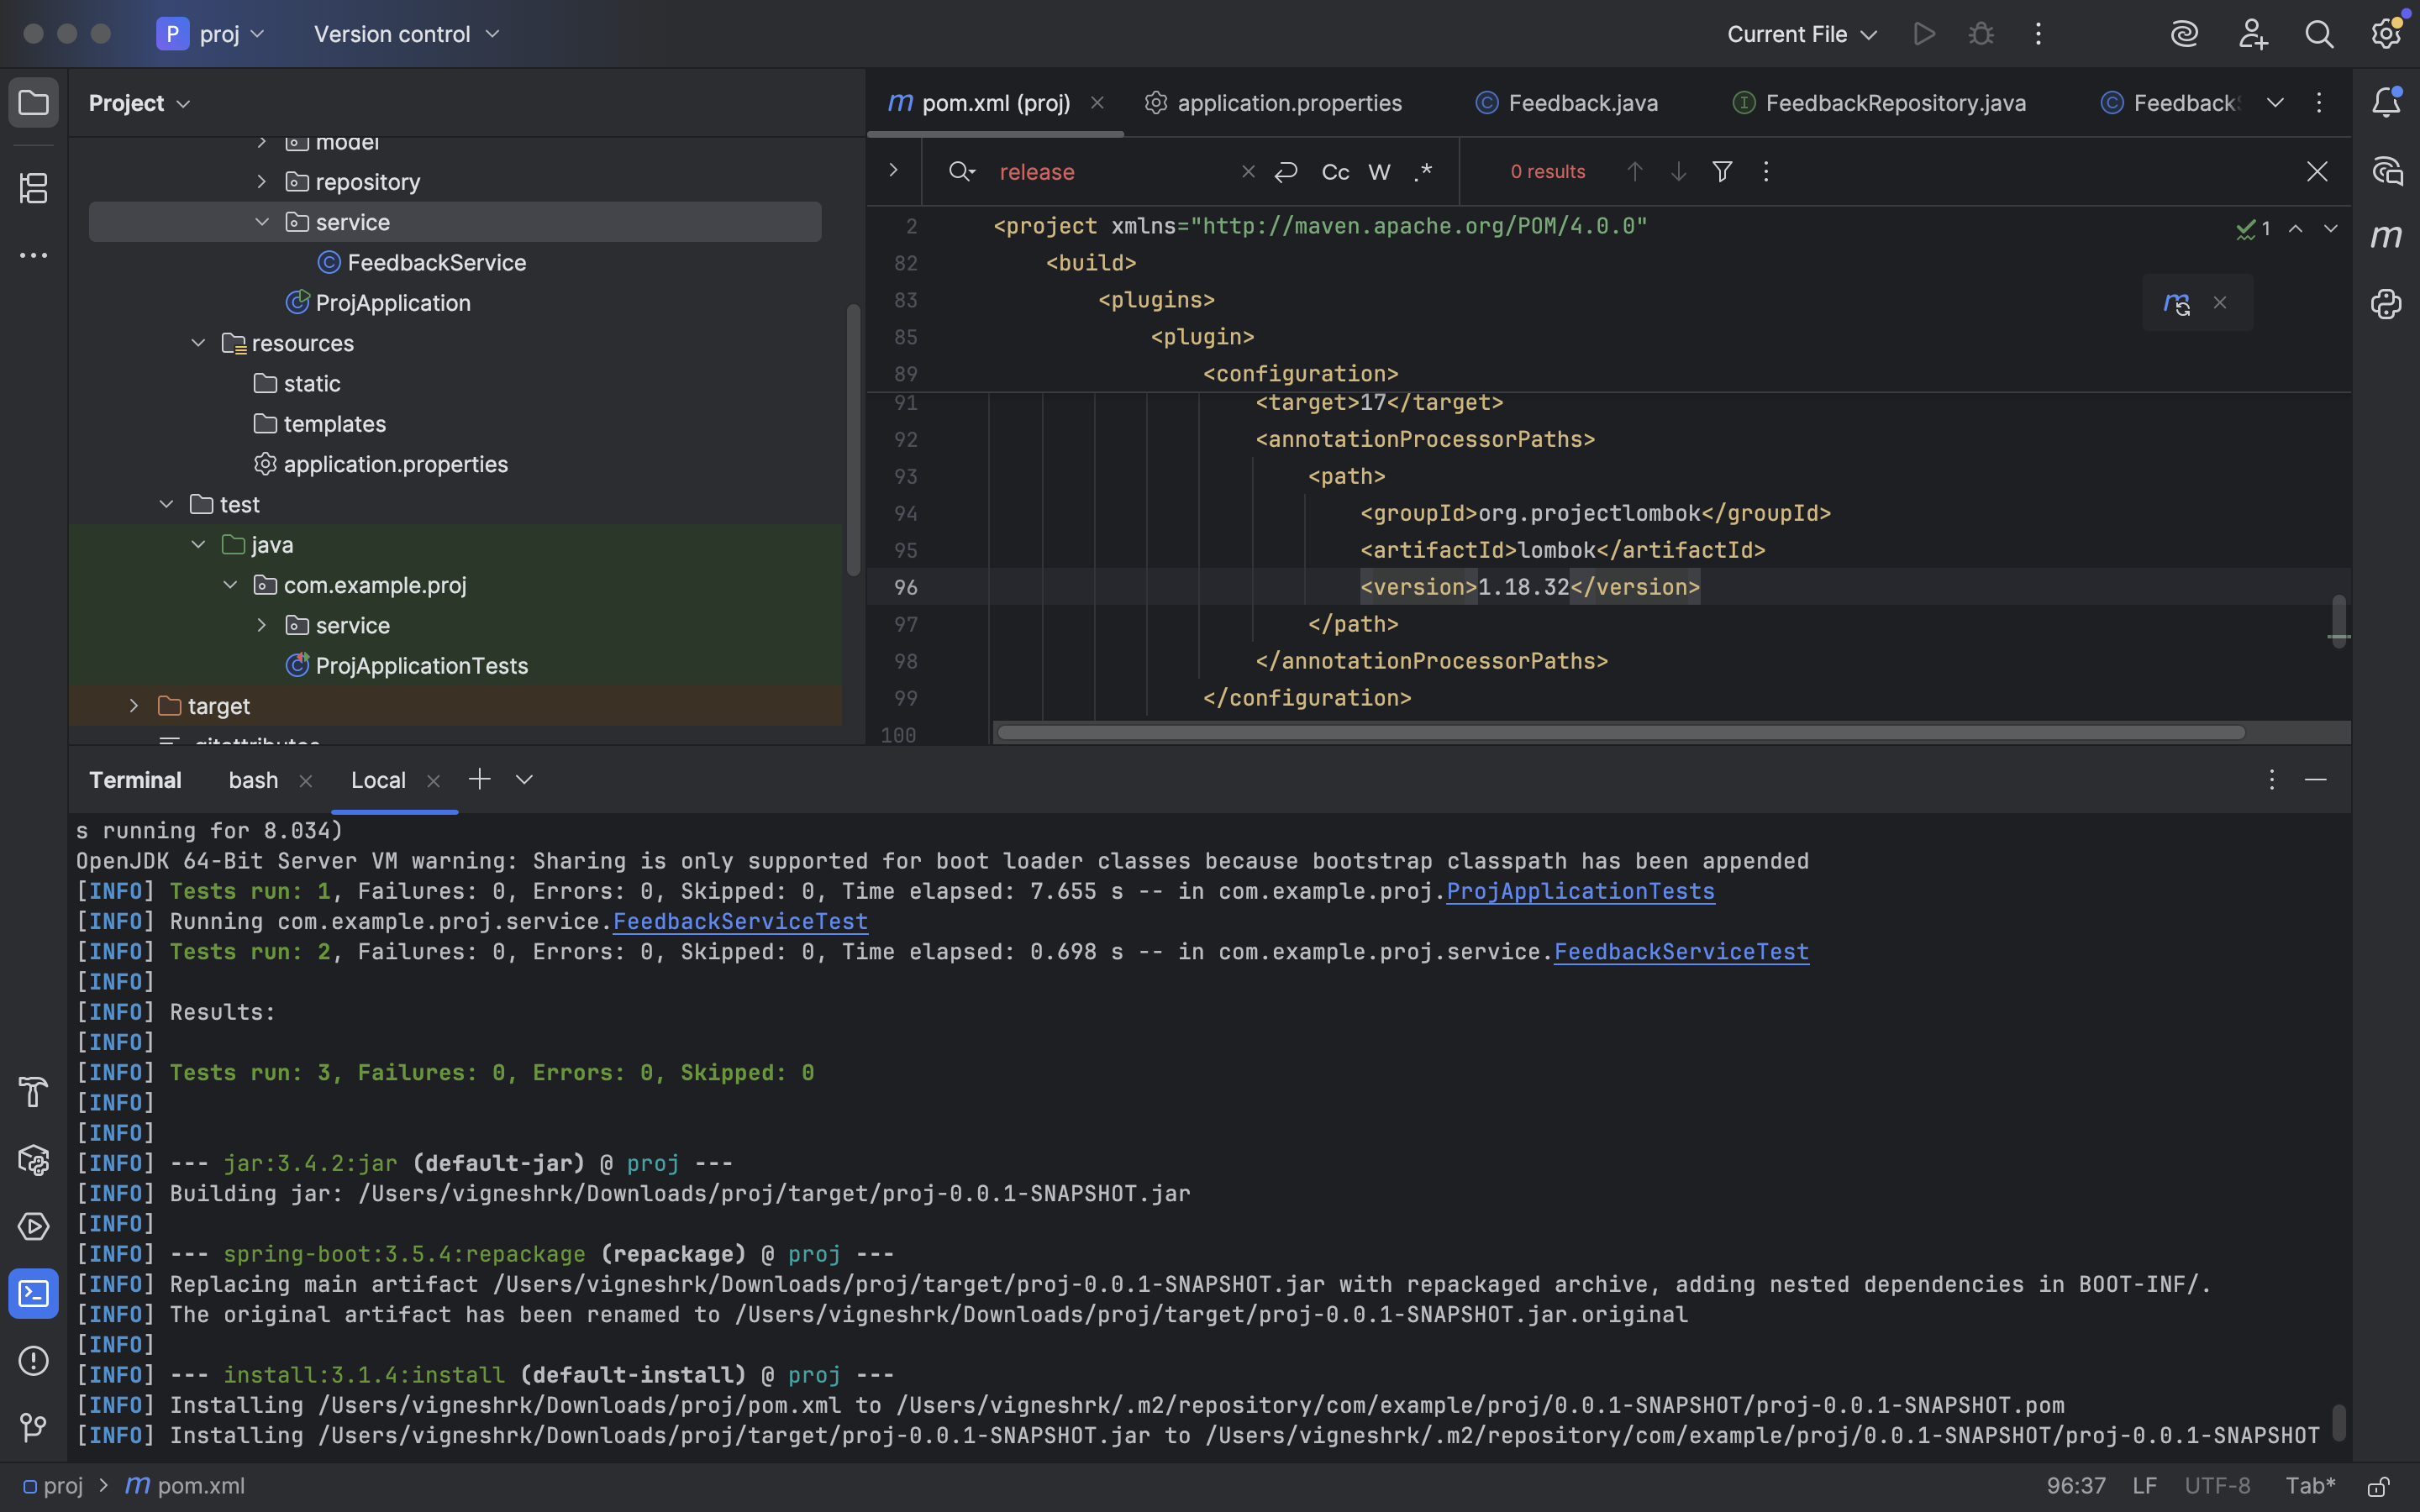 P proj Version control Current File
Project
model
repository
service
FeedbackService
ProjApplication
resources
static
templates
application.properties
test
java
com.example.proj
service
ProjApplicationTests
target
.gitattributes
m pom.xml (proj) application.properties Feedback.java FeedbackRepository.java Feedback
release Cc W .* 0 results
2 <project xmlns="http://maven.apache.org/POM/4.0.0" 1
82 <build>
83 <plugins>
85 <plugin>
89 <configuration>
91 <target>17</target>
92 <annotationProcessorPaths>
93 <path>
94 <groupId>org.projectlombok</groupId>
95 <artifactId>lombok</artifactId>
96 <version>1.18.32</version>
97 </path>
98 </annotationProcessorPaths>
99 </configuration>
100
Terminal bash Local
s running for 8.034)
OpenJDK 64-Bit Server VM warning: Sharing is only supported for boot loader classes because bootstrap classpath has been appended
[INFO] Tests run: 1, Failures: 0, Errors: 0, Skipped: 0, Time elapsed: 7.655 s -- in com.example.proj.ProjApplicationTests
[INFO] Running com.example.proj.service.FeedbackServiceTest
[INFO] Tests run: 2, Failures: 0, Errors: 0, Skipped: 0, Time elapsed: 0.698 s -- in com.example.proj.service.FeedbackServiceTest
[INFO]
[INFO] Results:
[INFO]
[INFO] Tests run: 3, Failures: 0, Errors: 0, Skipped: 0
[INFO]
[INFO]
[INFO] --- jar:3.4.2:jar (default-jar) @ proj ---
[INFO] Building jar: /Users/vigneshrk/Downloads/proj/target/proj-0.0.1-SNAPSHOT.jar
[INFO]
[INFO] --- spring-boot:3.5.4:repackage (repackage) @ proj ---
[INFO] Replacing main artifact /Users/vigneshrk/Downloads/proj/target/proj-0.0.1-SNAPSHOT.jar with repackaged archive, adding nested dependencies in BOOT-INF/.
[INFO] The original artifact has been renamed to /Users/vigneshrk/Downloads/proj/target/proj-0.0.1-SNAPSHOT.jar.original
[INFO]
[INFO] --- install:3.1.4:install (default-install) @ proj ---
[INFO] Installing /Users/vigneshrk/Downloads/proj/pom.xml to /Users/vigneshrk/.m2/repository/com/example/proj/0.0.1-SNAPSHOT/proj-0.0.1-SNAPSHOT.pom
[INFO] Installing /Users/vigneshrk/Downloads/proj/target/proj-0.0.1-SNAPSHOT.jar to /Users/vigneshrk/.m2/repository/com/example/proj/0.0.1-SNAPSHOT/proj-0.0.1-SNAPSHOT
proj > m pom.xml 96:37 LF UTF-8 Tab*